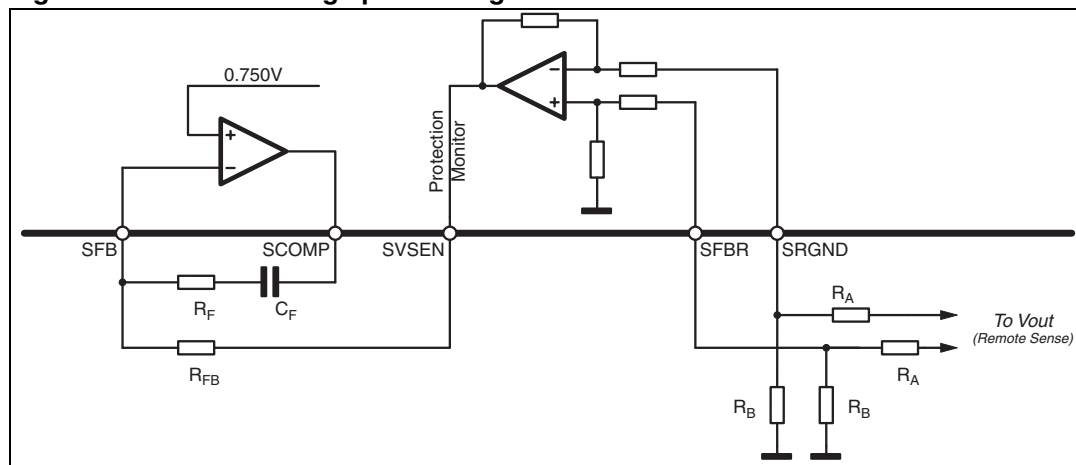 0.750V
+
−
−
+
Protection
Monitor
SFB
SCOMP
SVSEN
SFBR
SRGND
R_F
C_F
R_FB
R_A
To Vout
(Remote Sense)
R_A
R_B
R_B